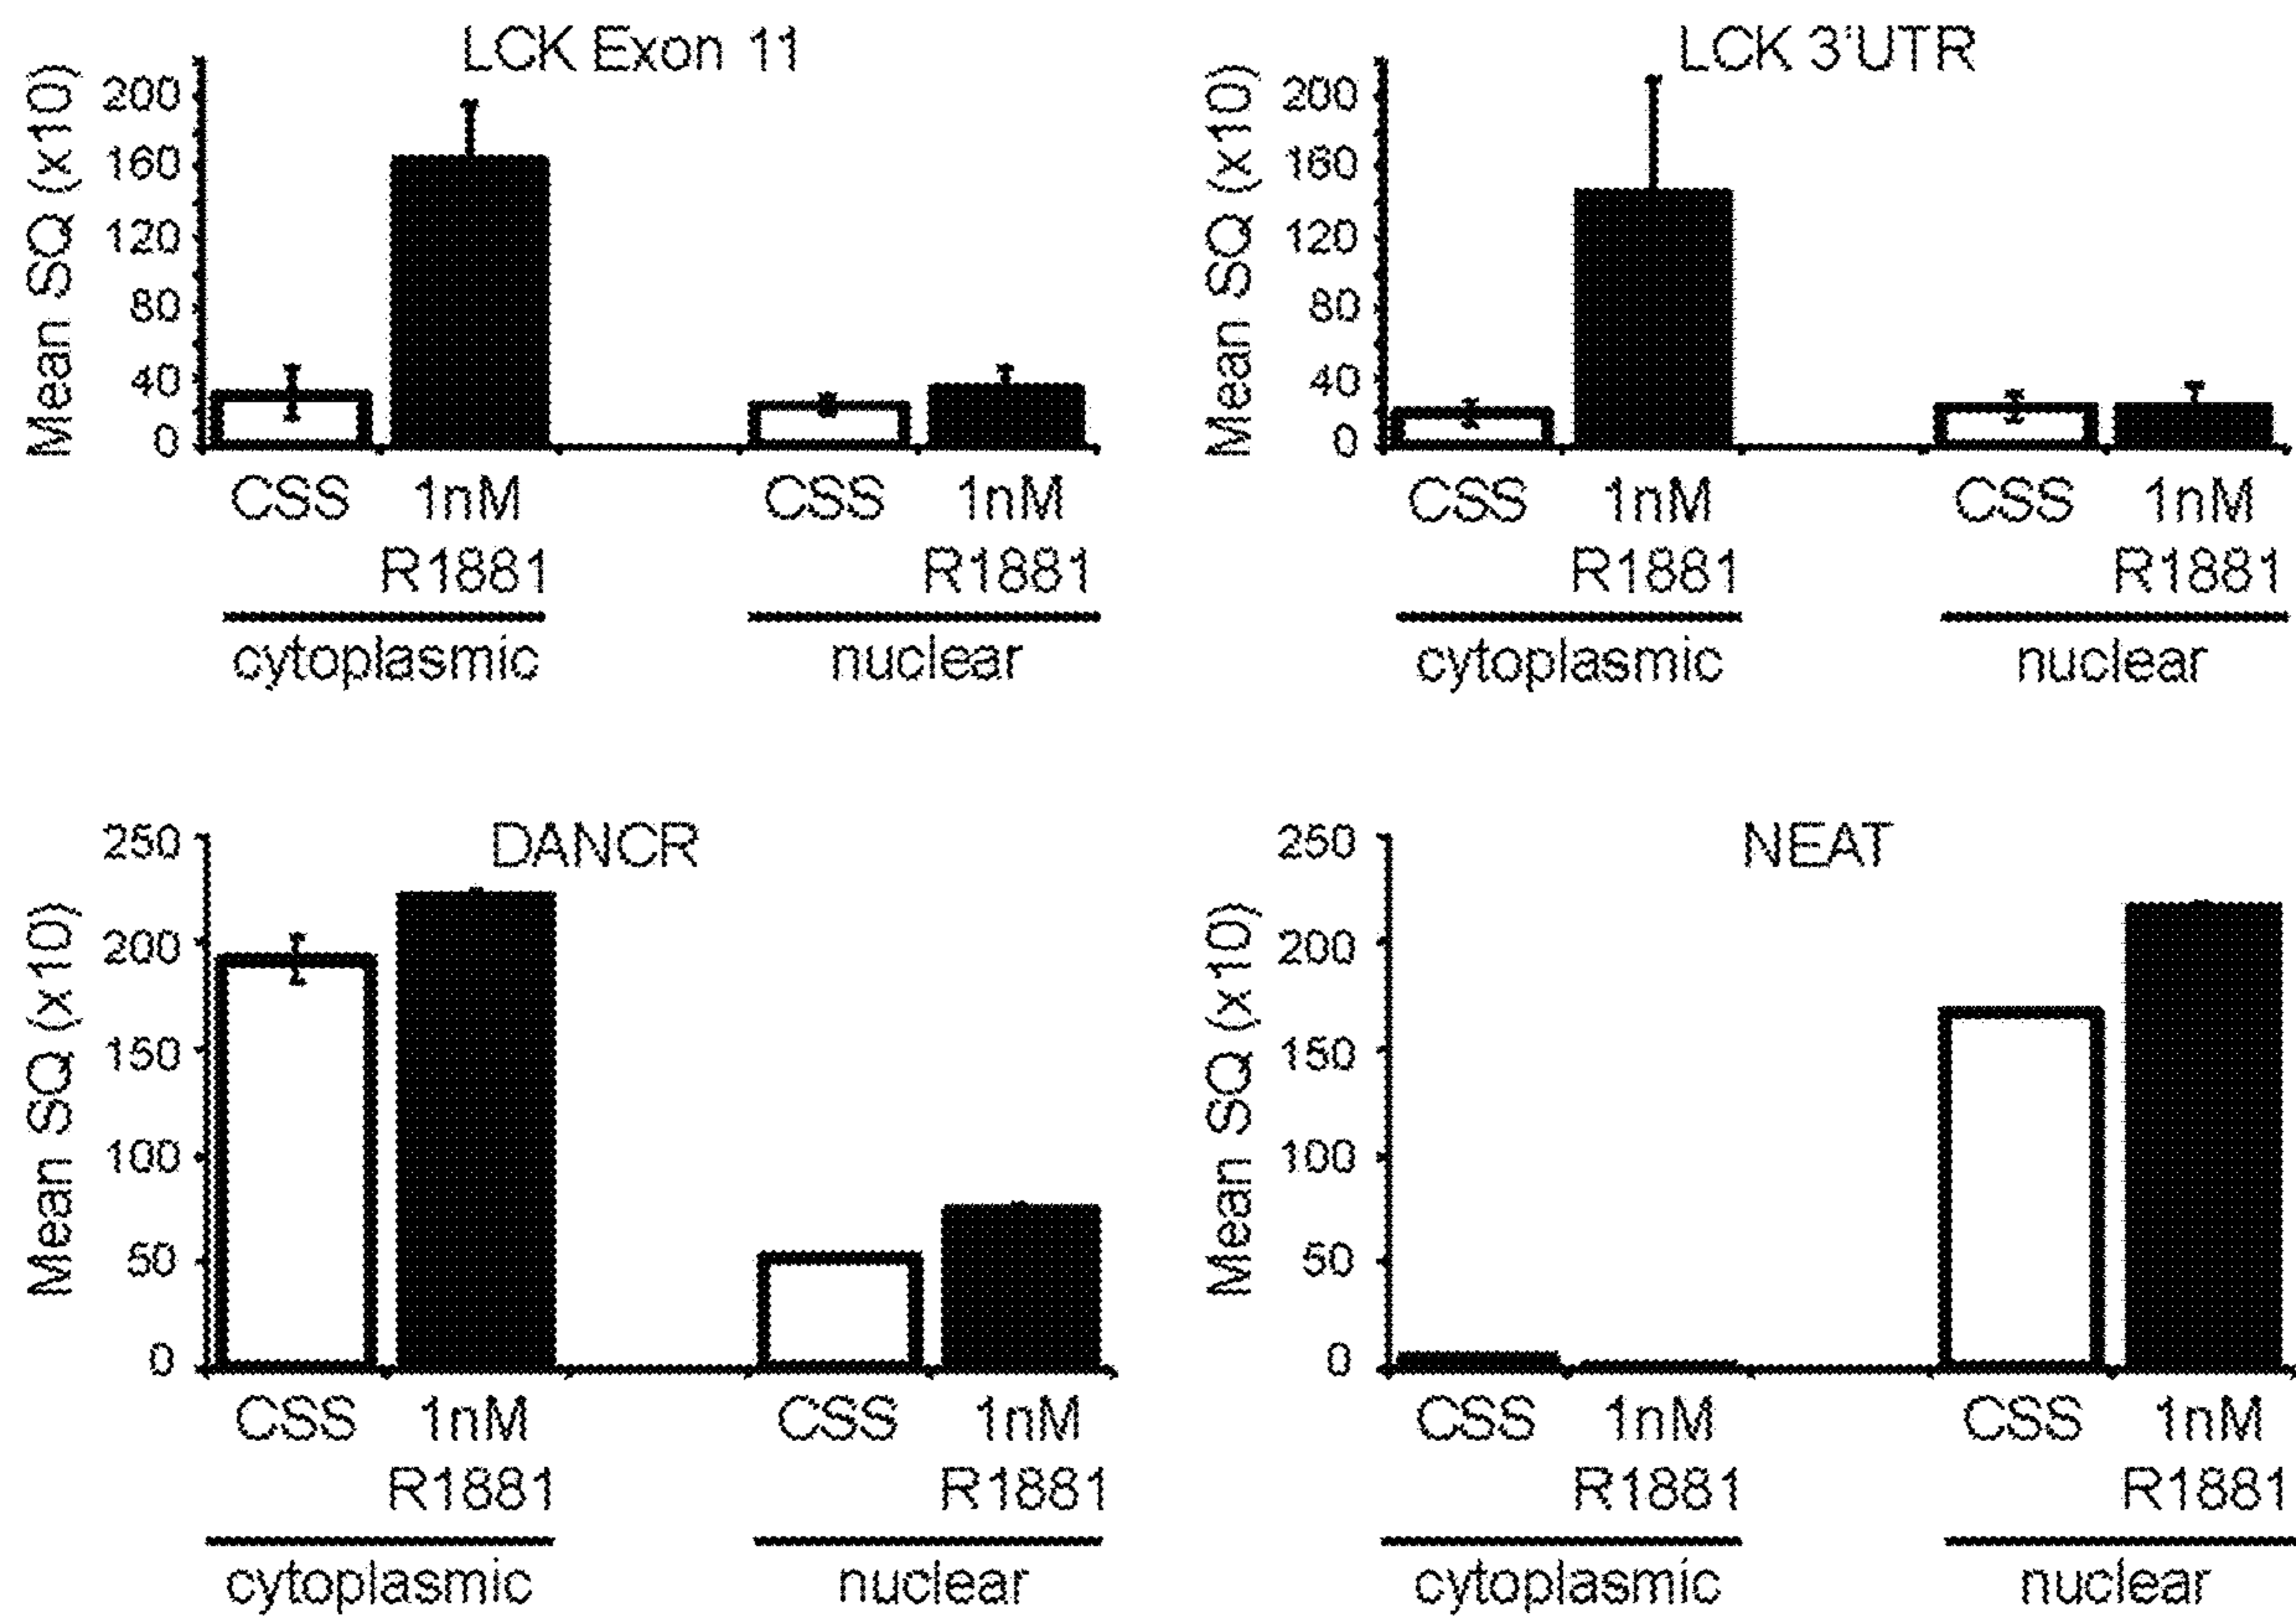 LCK Exon 11
Mean SQ (x10)
200
160
120
80
40
0
CSS 1nM CSS 1nM
R1881 R1881
cytoplasmic nuclear
LCK 3'UTR
Mean SQ (x10)
200
160
120
80
40
0
CSS 1nM CSS 1nM
R1881 R1881
cytoplasmic nuclear
DANCR
Mean SQ (x10)
250
200
150
100
50
0
CSS 1nM CSS 1nM
R1881 R1881
cytoplasmic nuclear
NEAT
Mean SQ (x10)
250
200
150
100
50
0
CSS 1nM CSS 1nM
R1881 R1881
cytoplasmic nuclear